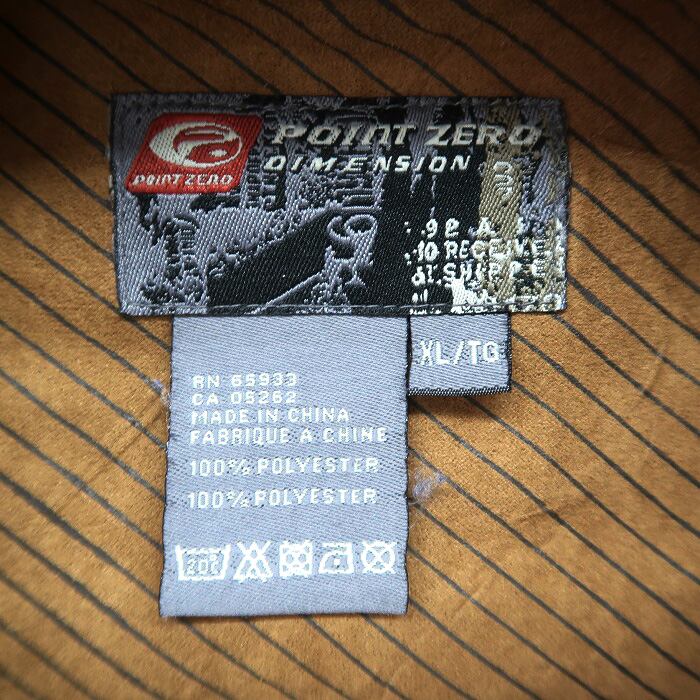 POINT ZERO
DIMENSION
POINT ZERO
XL/TG
RN 65933
CA 05262
MADE IN CHINA
FABRIQUE A CHINE
100% POLYESTER
100% POLYESTER